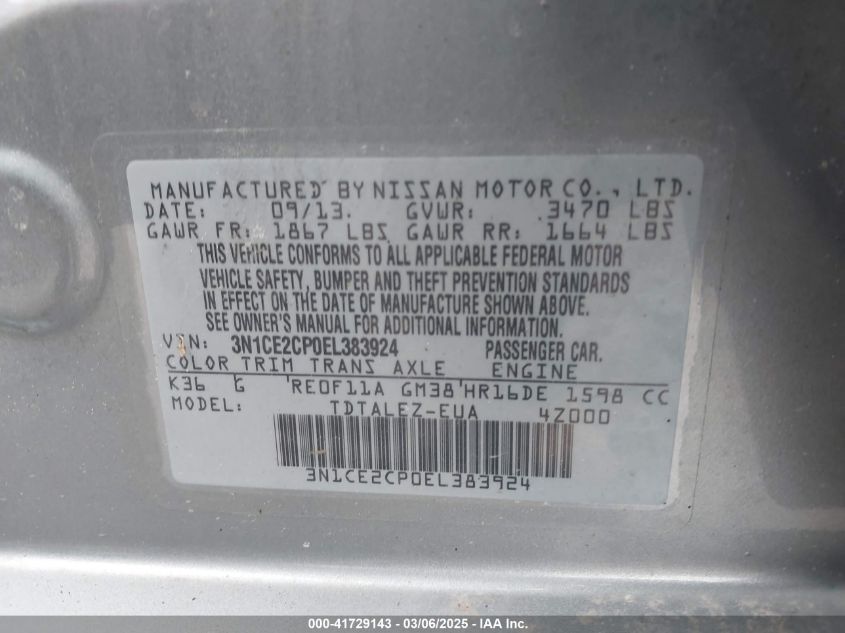 MANUFACTURED BY NISSAN MOTOR CO., LTD.
DATE: 09/13. GVWR: 3470 LBS
GAWR FR: 1867 LBS GAWR RR: 1664 LBS
THIS VEHICLE CONFORMS TO ALL APPLICABLE FEDERAL MOTOR
VEHICLE SAFETY, BUMPER AND THEFT PREVENTION STANDARDS
IN EFFECT ON THE DATE OF MANUFACTURE SHOWN ABOVE.
SEE OWNER'S MANUAL FOR ADDITIONAL INFORMATION.
VIN: 3N1CE2CP0EL383924 PASSENGER CAR.
COLOR TRIM TRANS AXLE ENGINE
K36 G RE0F11A GM38 HR16DE 1598 CC
MODEL: TDTALEZ-EUA 4Z000
3N1CE2CP0EL383924
000-41729143 - 03/06/2025 - IAA Inc.